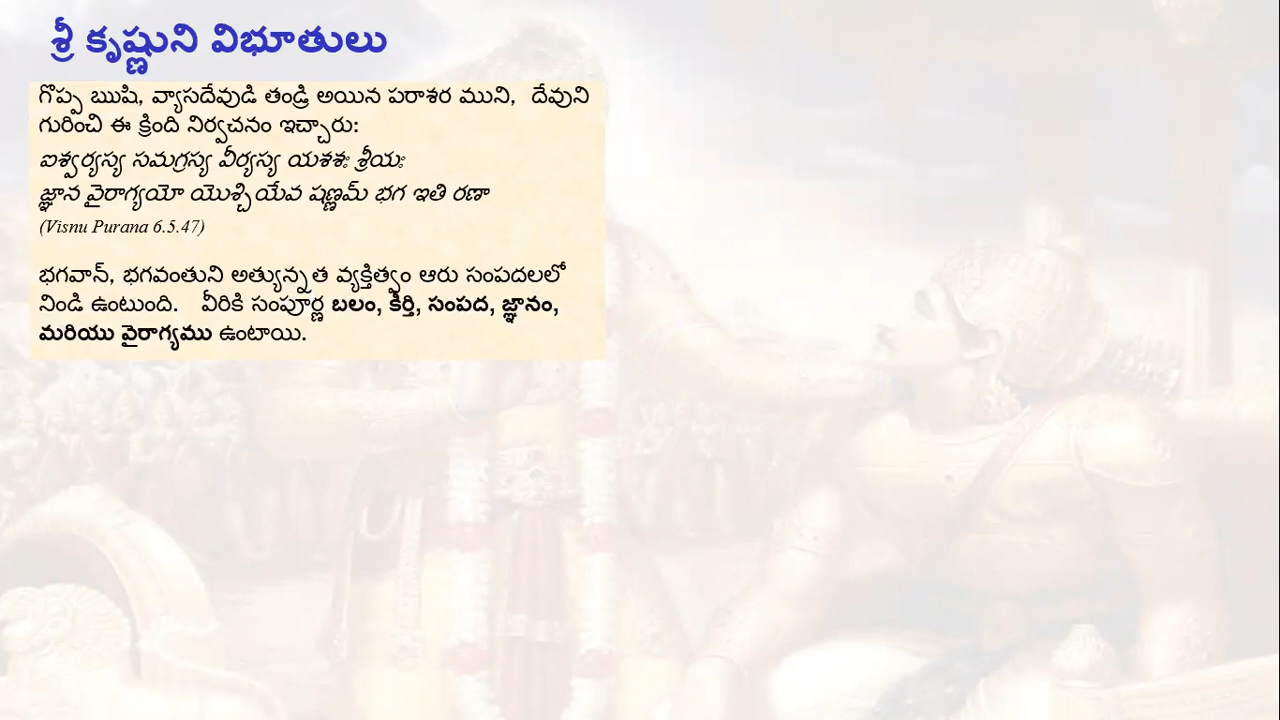 శ్రీ కృష్ణుని విభూతులు
గొప్ప ఋషి, వ్యాసదేవుడి తండ్రి అయిన పరాశర ముని, దేవుని
గురించి ఈ క్రింది నిర్వచనం ఇచ్చారు:
ఐశ్వర్యస్య సమగ్రస్య వీర్యస్య యశశః శ్రీయః
జ్ఞాన వైరాగ్యయో యొశ్చియేవ షణ్ణమ్ భగ ఇతి రణా
(Visnu Purana 6.5.47)
భగవాన్, భగవంతుని అత్యున్నత వ్యక్తిత్వం ఆరు సంపదలలో
నిండి ఉంటుంది. వీరికి సంపూర్ణ బలం, కీర్తి, సంపద, జ్ఞానం,
మరియు వైరాగ్యము ఉంటాయి.